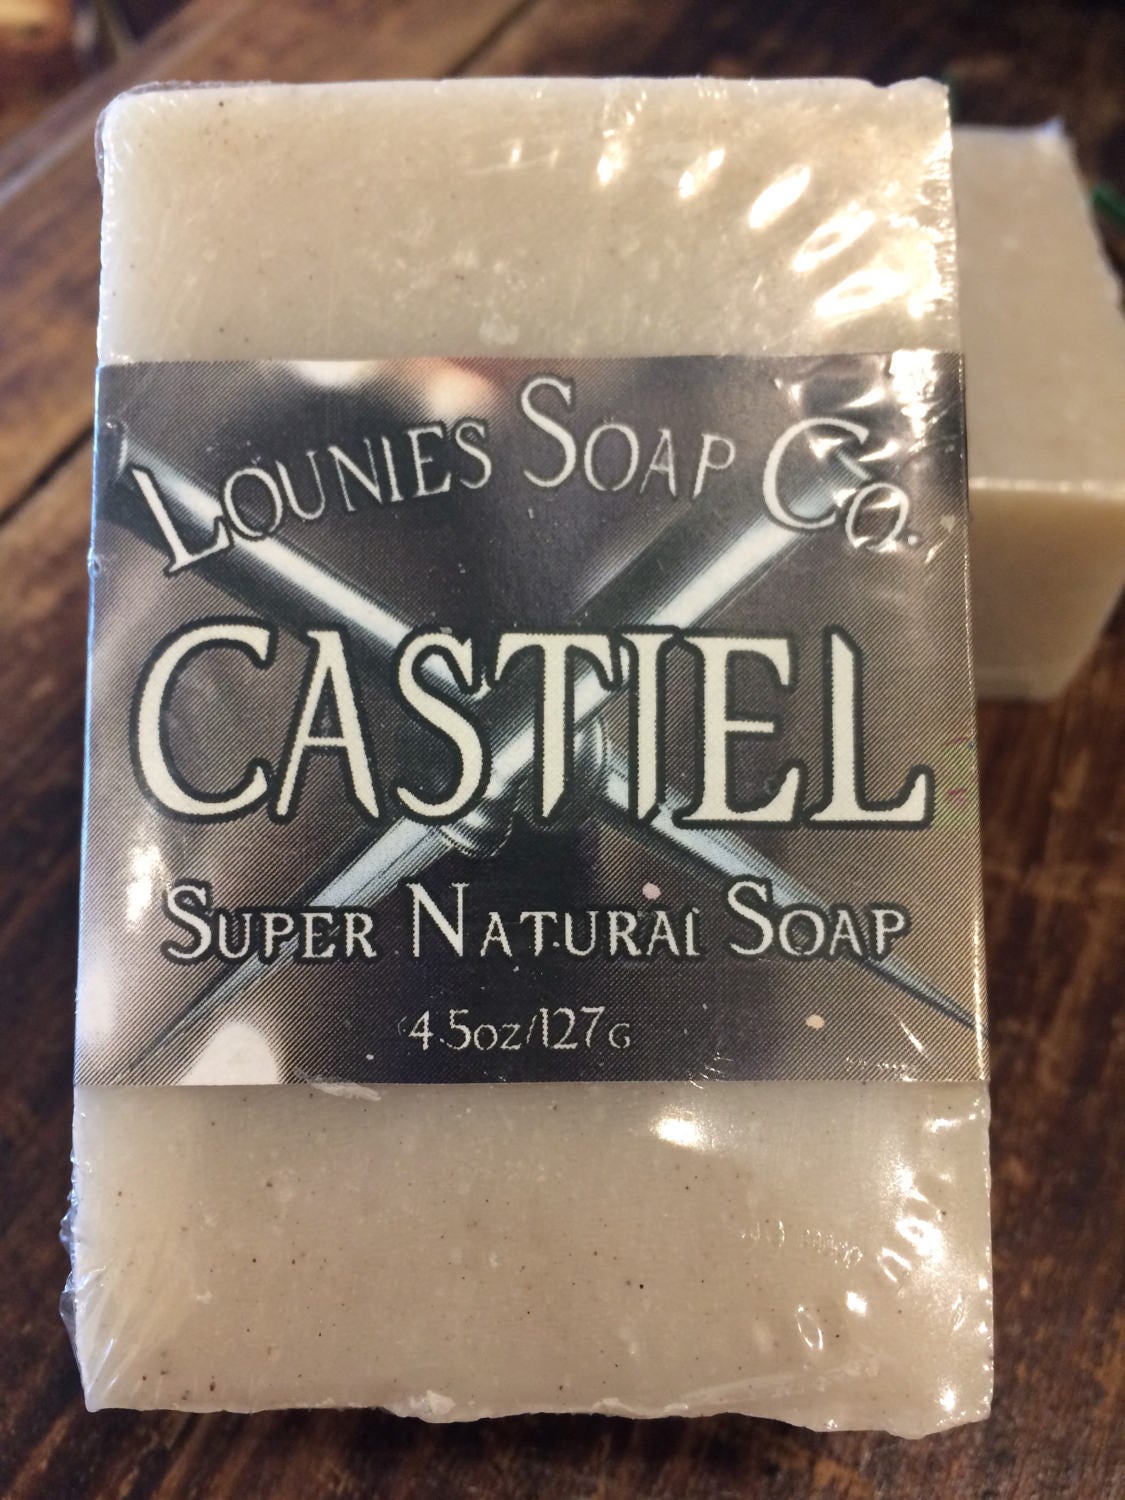 LOUNIES SOAP CO.
CASTIEL
SUPER NATURAL SOAP
4.5OZ/127G